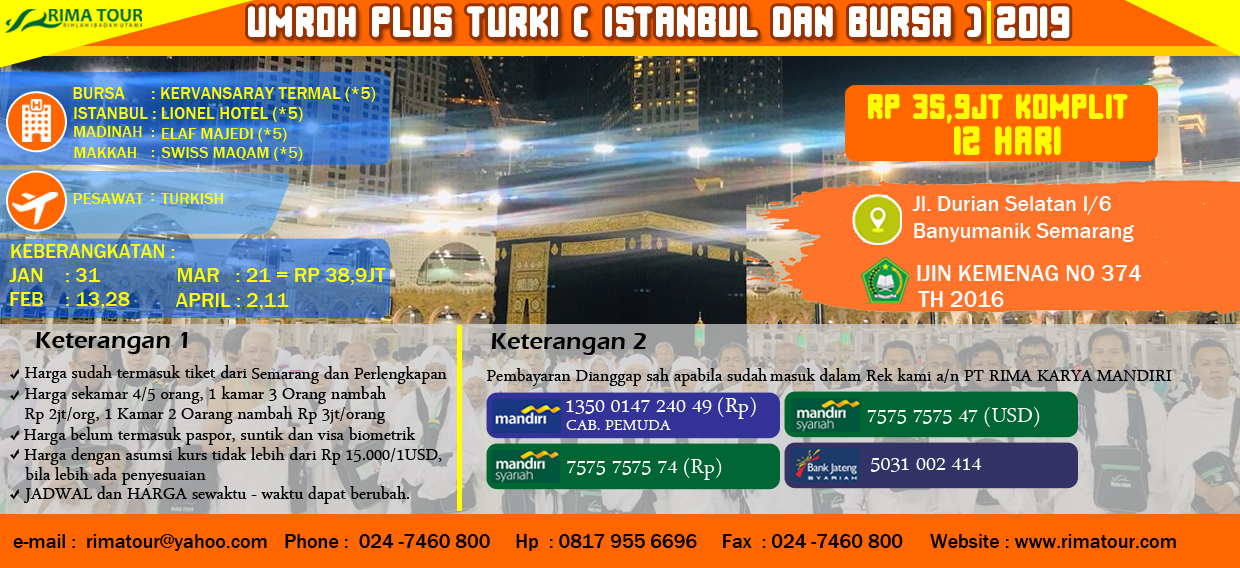 RIMA TOUR
RIHLAH IBADAH UTAMA
UMROH PLUS TURKI ( ISTANBUL DAN BURSA ) 2019
BURSA : KERVANSARAY TERMAL (*5)
ISTANBUL : LIONEL HOTEL (*5)
MADINAH : ELAF MAJEDI (*5)
MAKKAH : SWISS MAQAM (*5)
PESAWAT : TURKISH
KEBERANGKATAN :
JAN : 31 MAR : 21 = RP 38,9JT
FEB : 13,28 APRIL : 2,11
RP 35,9JT KOMPLIT
12 HARI
Jl. Durian Selatan I/6
Banyumanik Semarang
IJIN KEMENAG NO 374
TH 2016
Keterangan 1
Harga sudah termasuk tiket dari Semarang dan Perlengkapan
Harga sekamar 4/5 orang, 1 kamar 3 Orang nambah
Rp 2jt/org, 1 Kamar 2 Oarang nambah Rp 3jt/orang
Harga belum termasuk paspor, suntik dan visa biometrik
Harga dengan asumsi kurs tidak lebih dari Rp 15.000/1USD,
bila lebih ada penyesuaian
JADWAL dan HARGA sewaktu - waktu dapat berubah.
Keterangan 2
Pembayaran Dianggap sah apabila sudah masuk dalam Rek kami a/n PT RIMA KARYA MANDIRI
mandiri 1350 0147 240 49 (Rp)
CAB. PEMUDA
mandiri syariah 7575 7575 47 (USD)
mandiri syariah 7575 7575 74 (Rp)
Bank Jateng SYARIAH 5031 002 414
e-mail : rimatour@yahoo.com Phone : 024 -7460 800 Hp : 0817 955 6696 Fax : 024 -7460 800 Website : www.rimatour.com